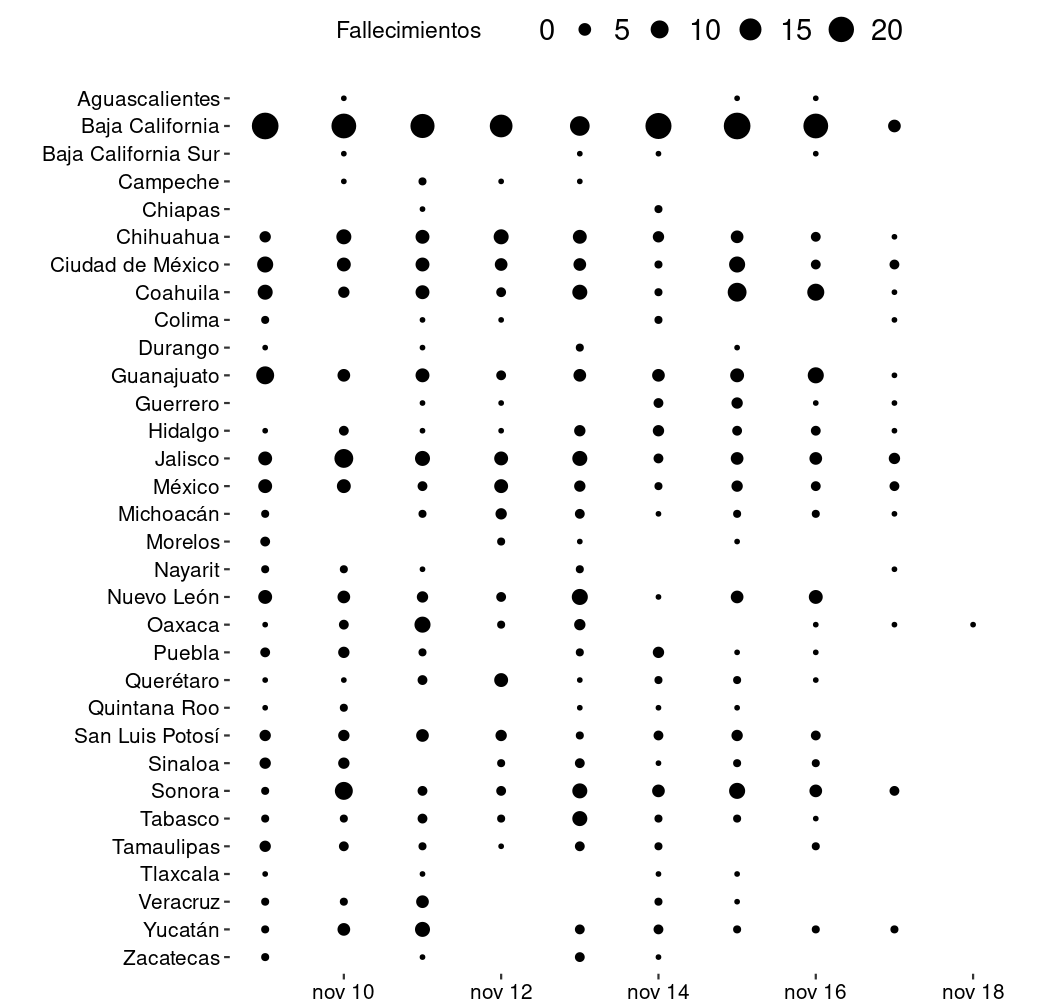 Fallecimientos 0 5 10 15 20
Aguascalientes
Baja California
Baja California Sur
Campeche
Chiapas
Chihuahua
Ciudad de México
Coahuila
Colima
Durango
Guanajuato
Guerrero
Hidalgo
Jalisco
México
Michoacán
Morelos
Nayarit
Nuevo León
Oaxaca
Puebla
Querétaro
Quintana Roo
San Luis Potosí
Sinaloa
Sonora
Tabasco
Tamaulipas
Tlaxcala
Veracruz
Yucatán
Zacatecas
nov 10 nov 12 nov 14 nov 16 nov 18